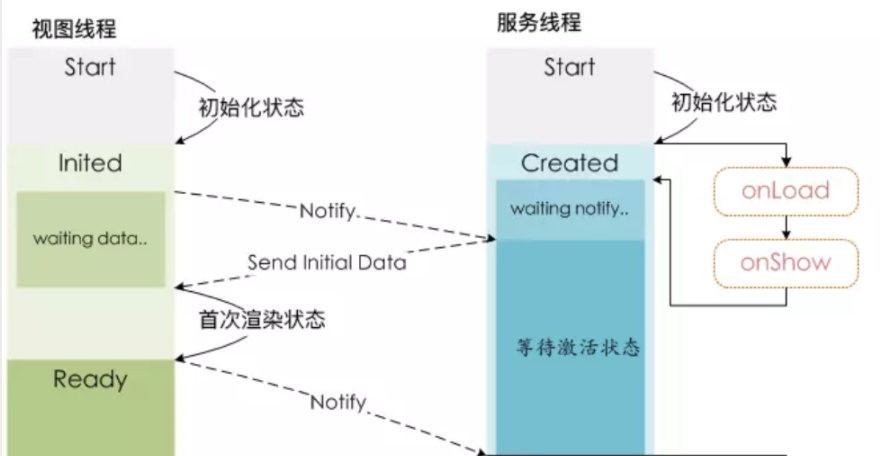 视图线程
服务线程
Start
Start
初始化状态
初始化状态
Inited
Created
onLoad
waiting notify..
Notify
waiting data..
Send Initial Data
onShow
首次渲染状态
等待激活状态
Ready
Notify